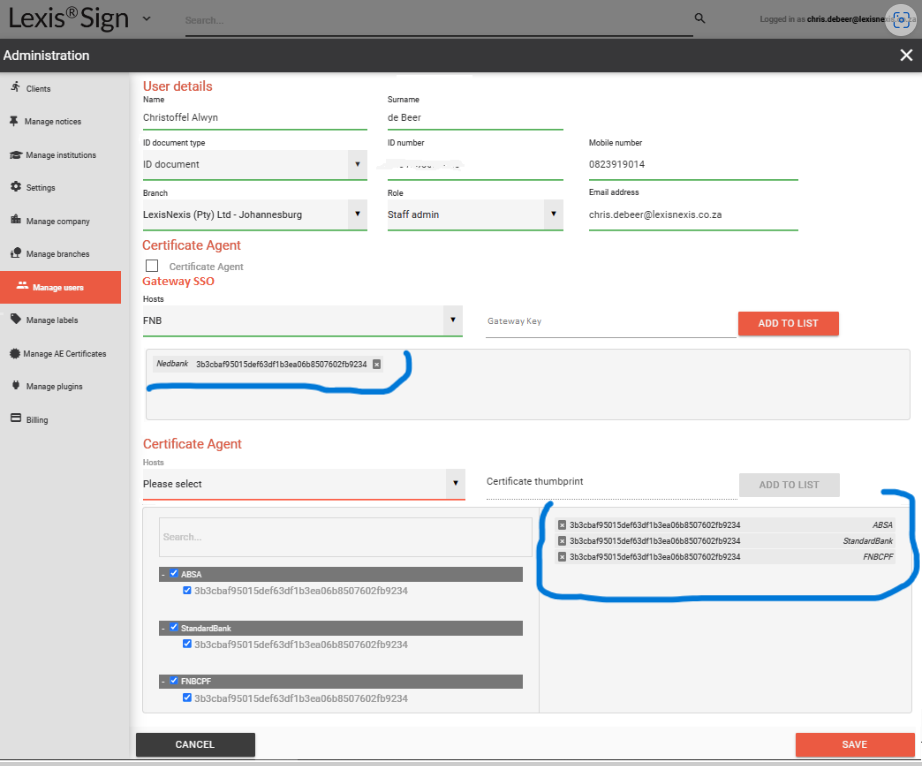 Lexis®Sign
Search...
Logged in as chris.debeer@lexisnexis
Administration
Clients
Manage notices
Manage institutions
Settings
Manage company
Manage branches
Manage users
Manage labels
Manage AE Certificates
Manage plugins
Billing
User details
Name Surname
Christoffel Alwyn de Beer
ID document type ID number Mobile number
ID document 0823919014
Branch Role Email address
LexisNexis (Pty) Ltd - Johannesburg Staff admin chris.debeer@lexisnexis.co.za
Certificate Agent
Certificate Agent
Gateway SSO
Hosts
FNB Gateway Key ADD TO LIST
Nedbank 3b3cbaf95015def63df1b3ea06b8507602fb9234
Certificate Agent
Hosts
Please select Certificate thumbprint ADD TO LIST
Search...
- ABSA
3b3cbaf95015def63df1b3ea06b8507602fb9234
- StandardBank
3b3cbaf95015def63df1b3ea06b8507602fb9234
- FNBCPF
3b3cbaf95015def63df1b3ea06b8507602fb9234
3b3cbaf95015def63df1b3ea06b8507602fb9234 ABSA
3b3cbaf95015def63df1b3ea06b8507602fb9234 StandardBank
3b3cbaf95015def63df1b3ea06b8507602fb9234 FNBCPF
CANCEL SAVE